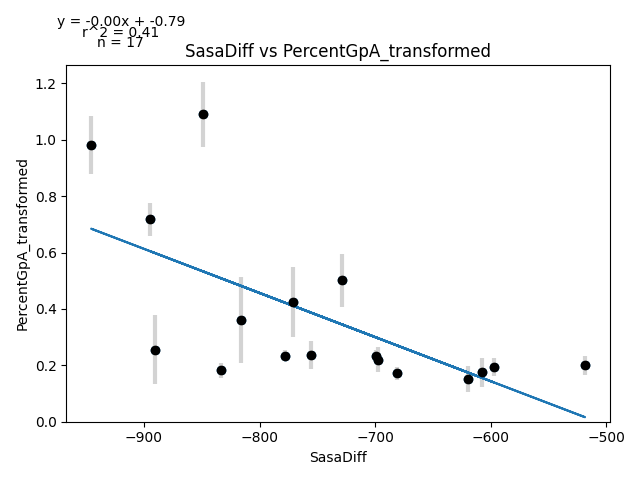 y = -0.00x + -0.79
r^2 = 0.41
n = 17
SasaDiff vs PercentGpA_transformed
PercentGpA_transformed
1.2
1.0
0.8
0.6
0.4
0.2
0.0
−900
−800
−700
−600
−500
SasaDiff